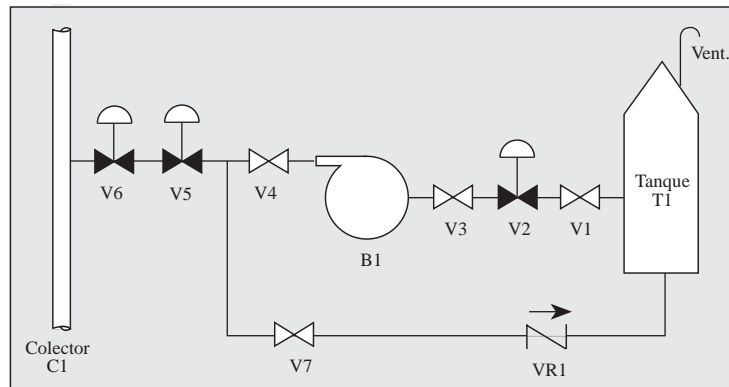 Vent.
Tanque
T1
V6
V5
V4
V3
V2
V1
B1
Colector
C1
V7
VR1